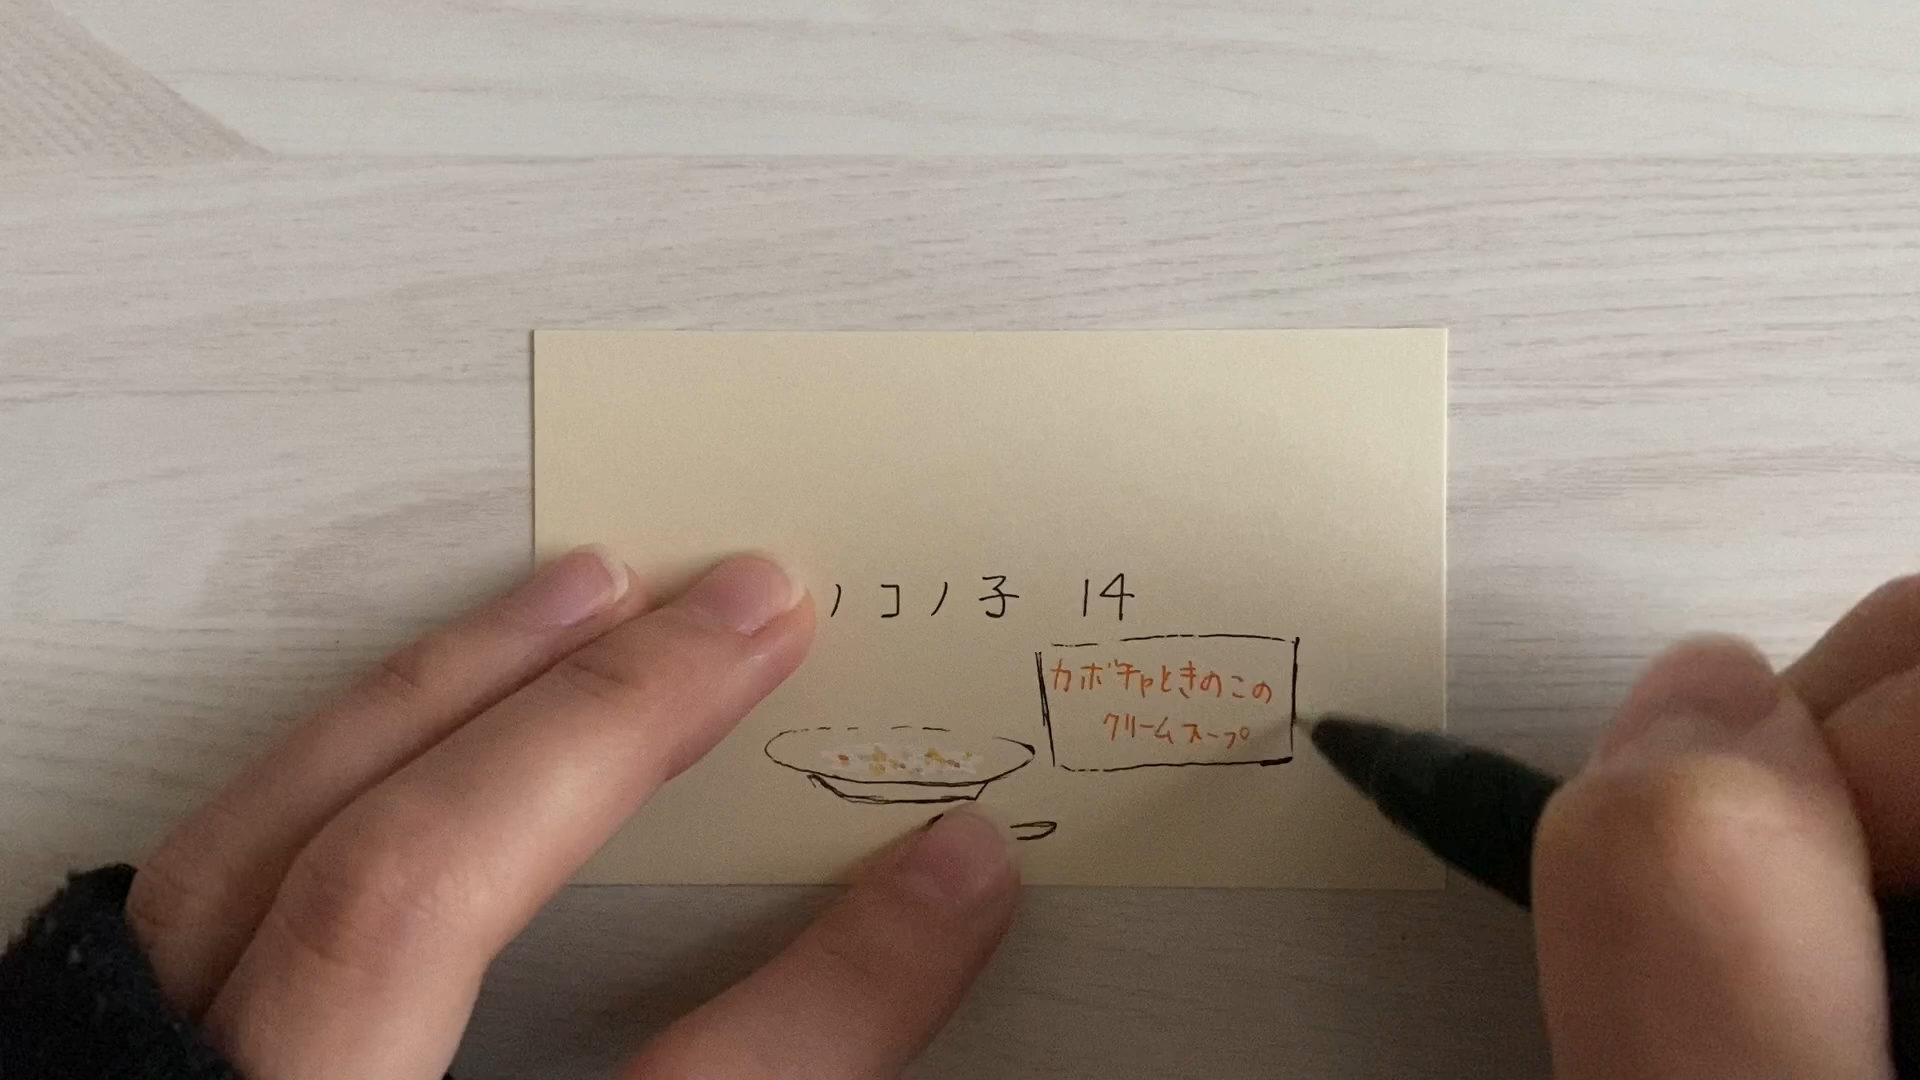 ノコノ子 14
カボチャときのこの
クリームスープ